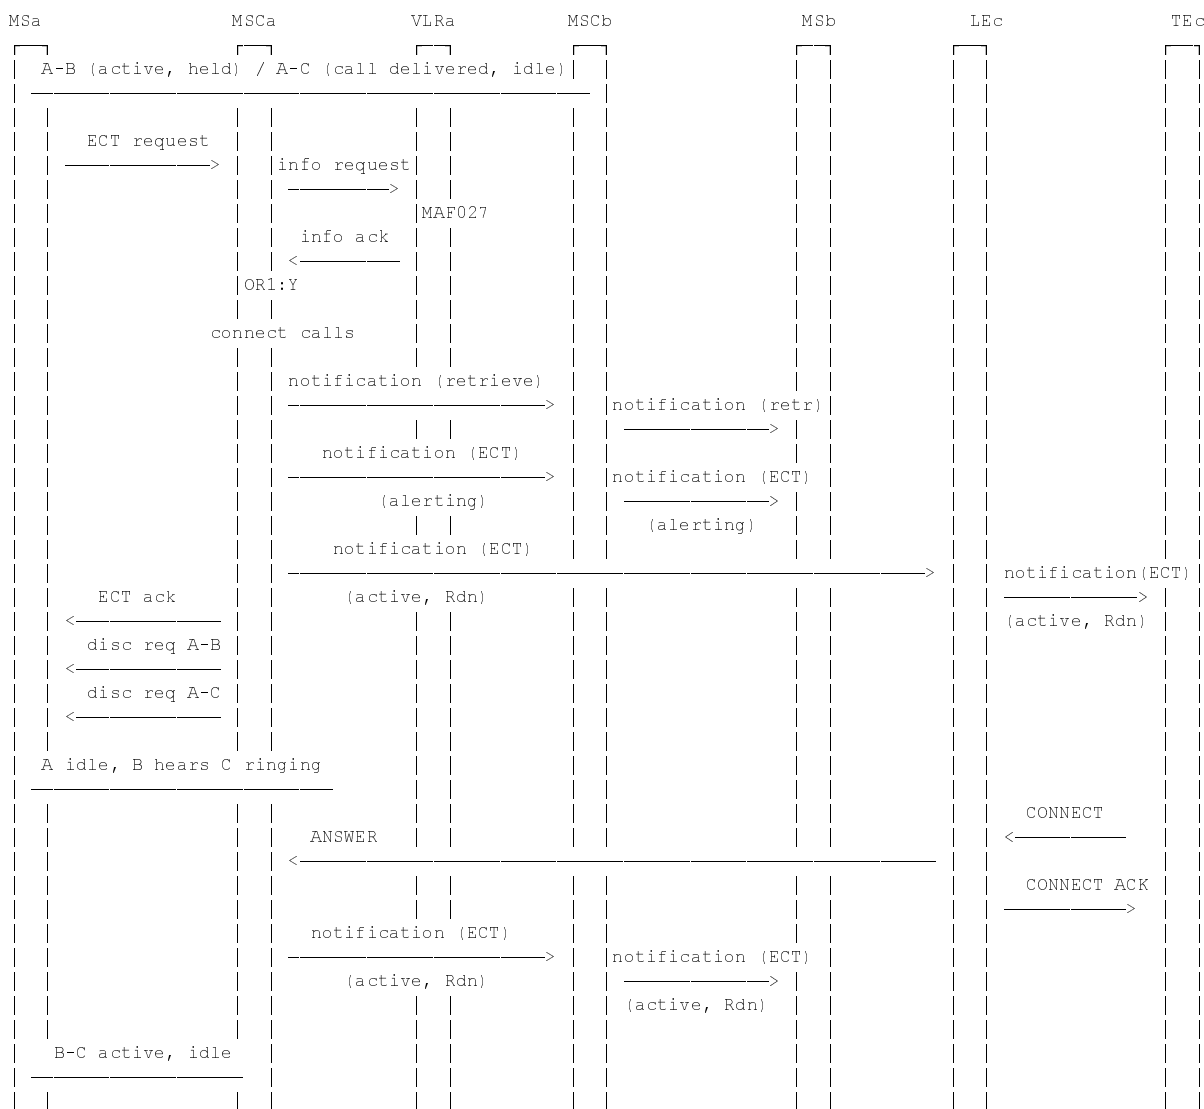 MSa MSCa VLRa MSCb MSb LEc TEc
A-B (active, held) / A-C (call delivered, idle)
ECT request
info request
MAF027
info ack
OR1:Y
connect calls
notification (retrieve)
notification (retr)
notification (ECT)
notification (ECT)
(alerting)
(alerting)
notification (ECT)
notification(ECT)
ECT ack (active, Rdn)
(active, Rdn)
disc req A-B
disc req A-C
A idle, B hears C ringing
CONNECT
ANSWER
CONNECT ACK
notification (ECT)
notification (ECT)
(active, Rdn)
(active, Rdn)
B-C active, idle